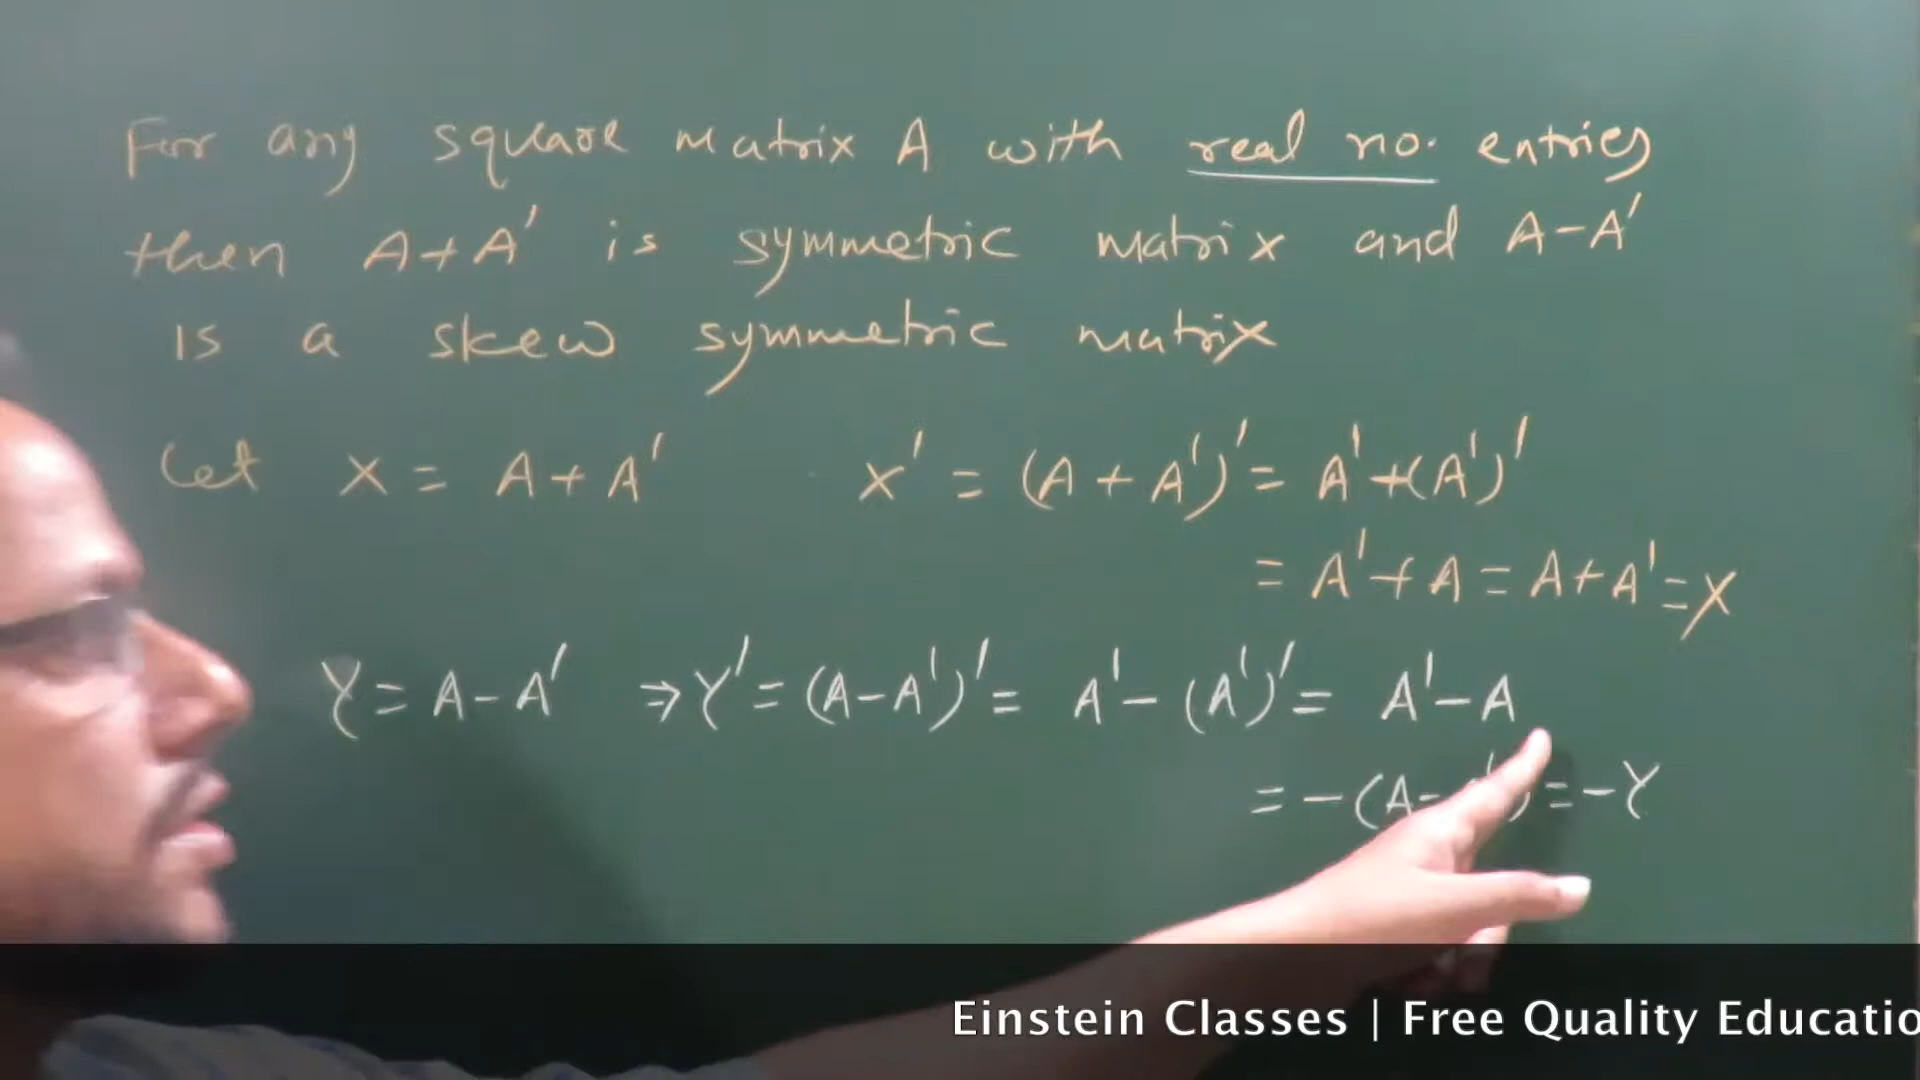 For any square matrix A with real no. entries
then A+A' is symmetric matrix and A-A'
is a skew symmetric matrix
Let X = A+A' X' = (A+A')' = A'+(A')'
= A'+A = A+A' = X
Y = A-A' ⇒ Y' = (A-A')' = A'-(A')' = A'-A
= -(A- ') = -Y
Einstein Classes | Free Quality Educatio